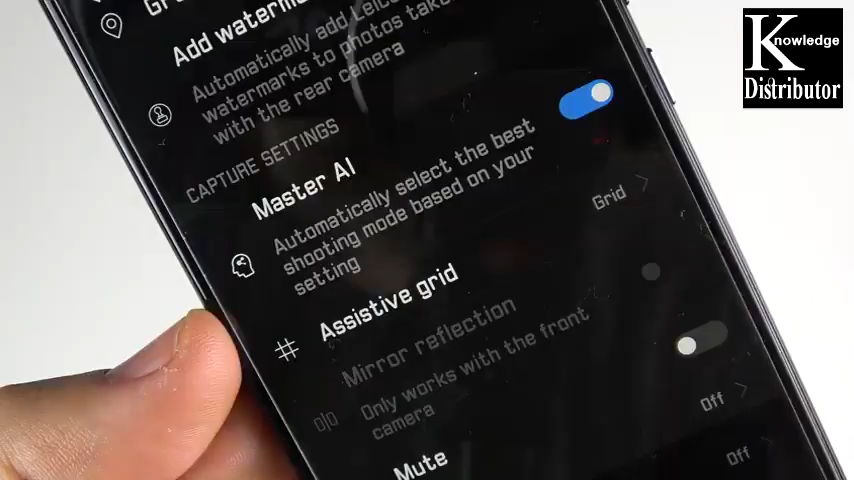 Knowledge
Distributor
Add waterm
Automatically add Leit
watermarks to photos take
with the rear camera
CAPTURE SETTINGS
Master AI
Automatically select the best
shooting mode based on your
setting
Grid
Assistive grid
Mirror reflection
Only works with the front
camera
Off
Mute
Off